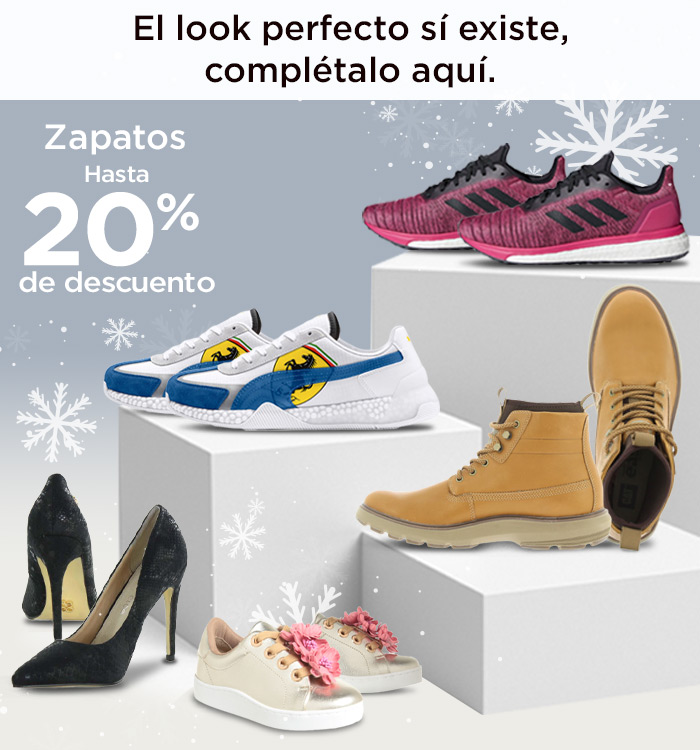 El look perfecto sí existe,
complétalo aquí.
Zapatos
Hasta
20%
de descuento